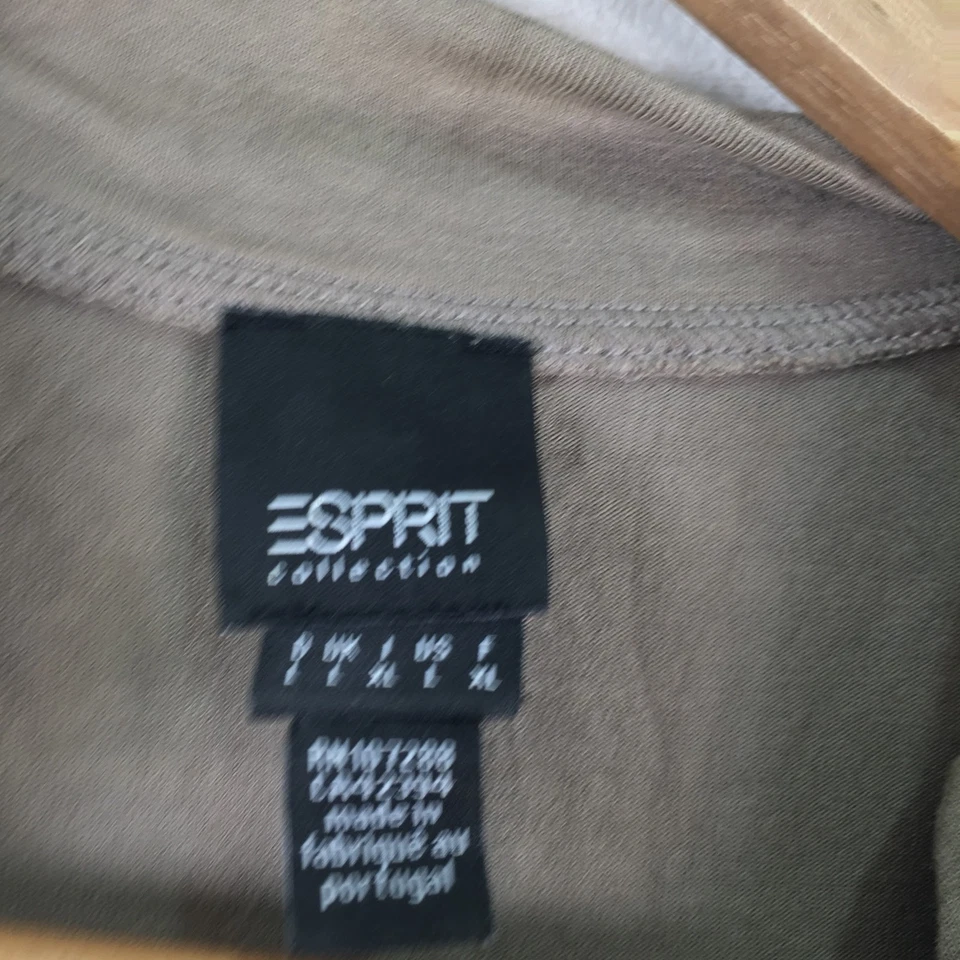 ESPRIT
collection
D UK I US F
L L XL L XL
RN107288
CA42394
made in
fabriqué au
portugal